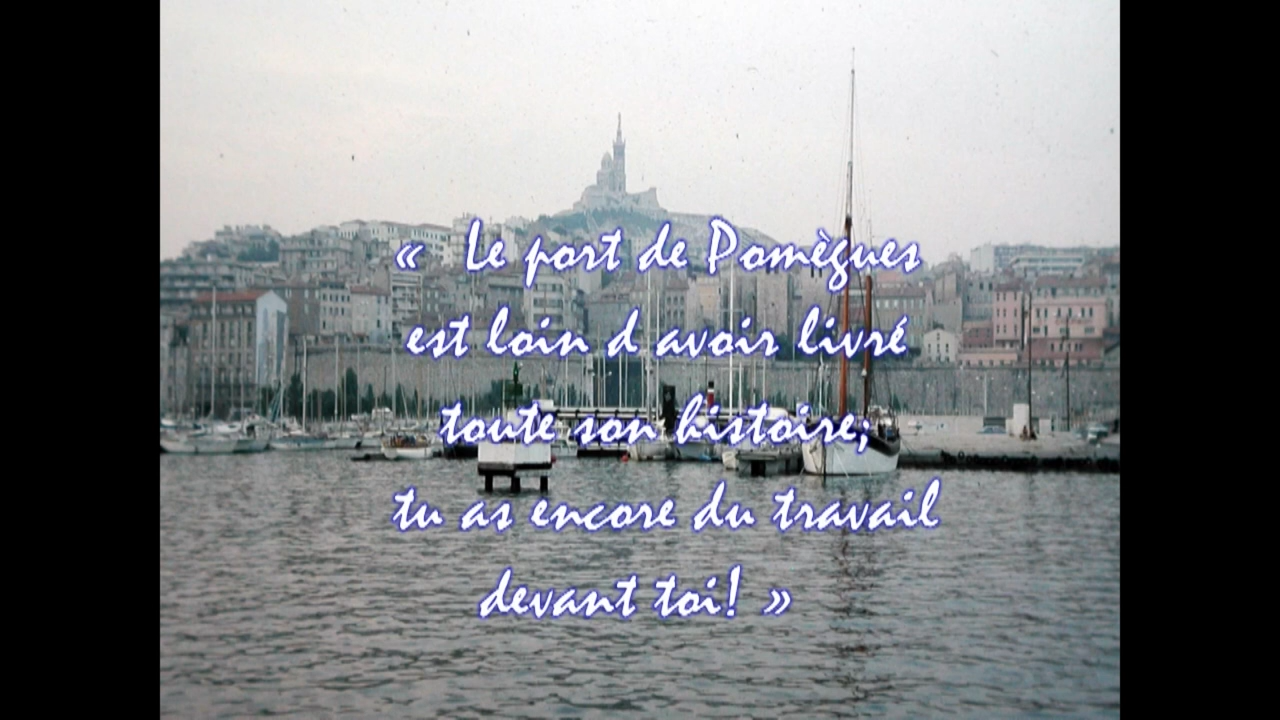 «  Le port de Pomègues
est loin d avoir livré
toute son histoire;
tu as encore du travail
devant toi! »